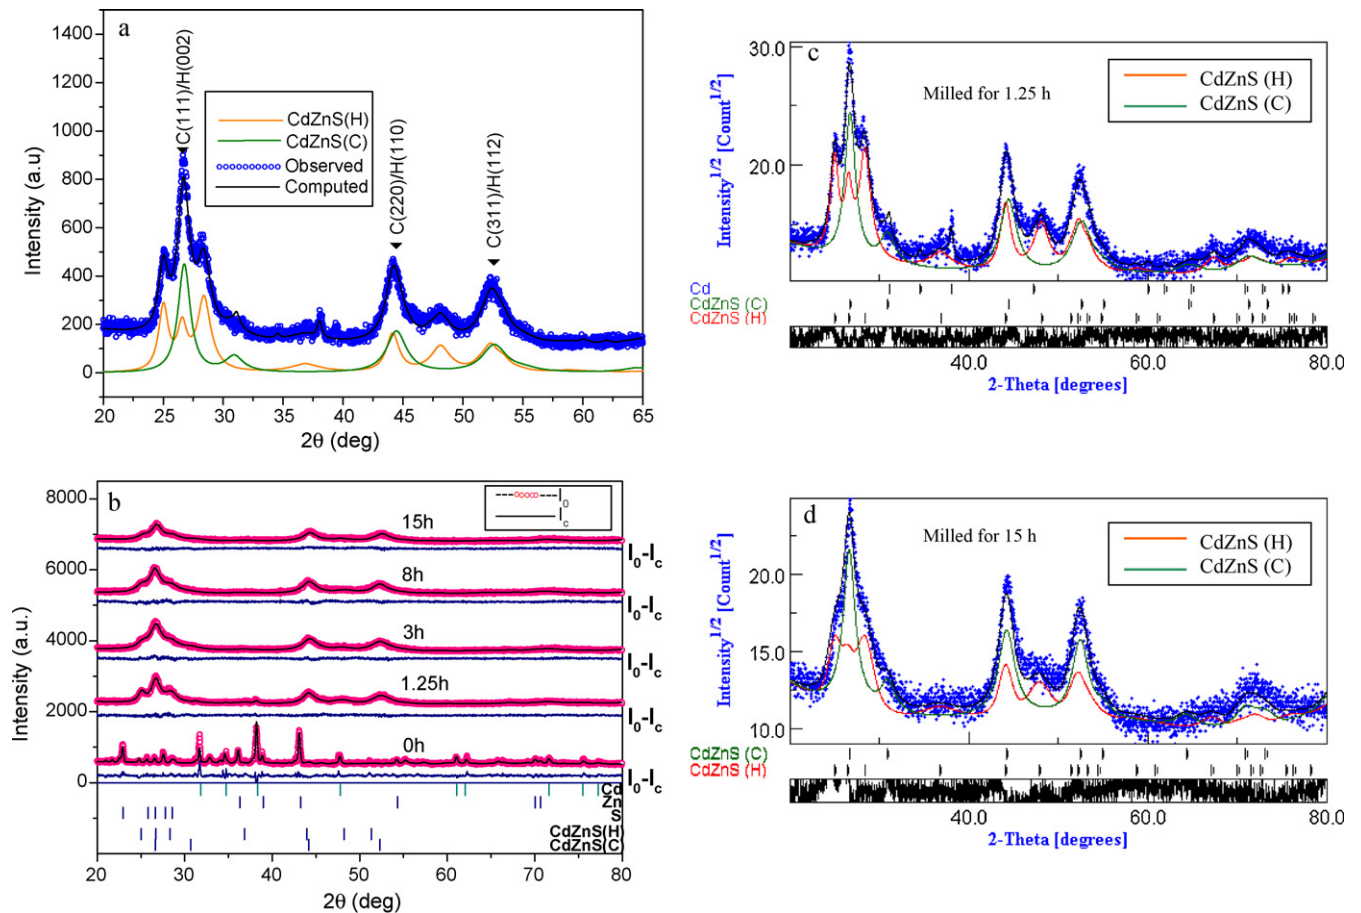 a
1400
1200
1000
800
600
400
200
0
Intensity (a.u)
C(111)/H(002)
C(220)/H(110)
C(311)/H(112)
CdZnS(H)
CdZnS(C)
Observed
Computed
20 25 30 35 40 45 50 55 60 65
2θ (deg)
b
8000
6000
4000
2000
0
Intensity (a.u.)
I₀
I_c
15h
I₀-I_c
8h
I₀-I_c
3h
I₀-I_c
1.25h
I₀-I_c
0h
I₀-I_c
Cd
Zn
S
CdZnS(H)
CdZnS(C)
20 30 40 50 60 70 80
2θ (deg)
c
30.0
20.0
Intensity^1/2 [Count^1/2]
Milled for 1.25 h
CdZnS (H)
CdZnS (C)
Cd
CdZnS (C)
CdZnS (H)
40.0 60.0 80.0
2-Theta [degrees]
d
20.0
15.0
10.0
Intensity^1/2 [Count^1/2]
Milled for 15 h
CdZnS (H)
CdZnS (C)
CdZnS (C)
CdZnS (H)
40.0 60.0 80.0
2-Theta [degrees]